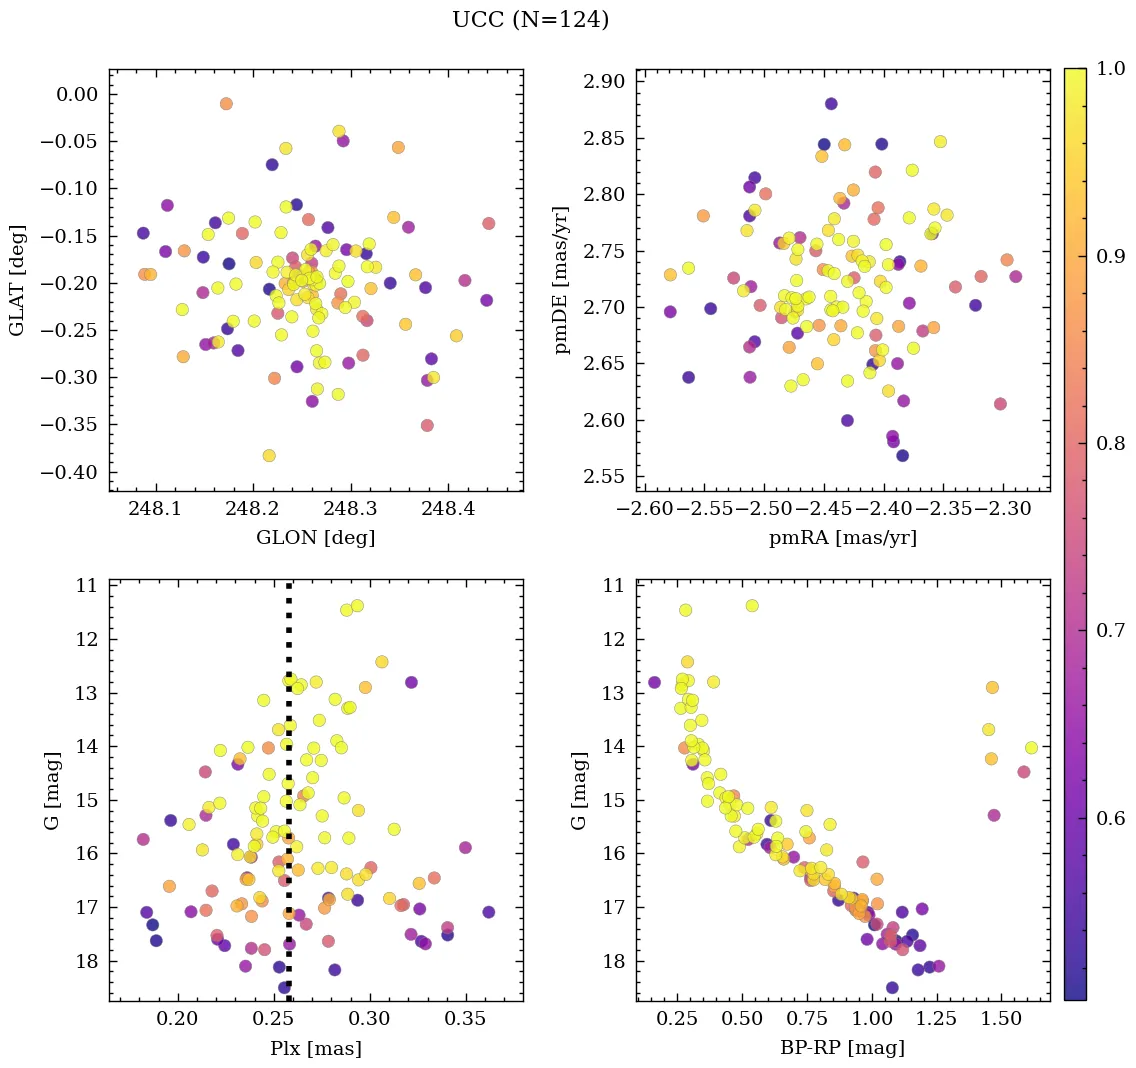 UCC (N=124)
0.00
−0.05
−0.10
−0.15
−0.20
−0.25
−0.30
−0.35
−0.40
GLAT [deg]
248.1 248.2 248.3 248.4
GLON [deg]
2.90
2.85
2.80
2.75
2.70
2.65
2.60
2.55
pmDE [mas/yr]
−2.60 −2.55 −2.50 −2.45 −2.40 −2.35 −2.30
pmRA [mas/yr]
1.0
0.9
0.8
0.7
0.6
11
12
13
14
15
16
17
18
G [mag]
0.20 0.25 0.30 0.35
Plx [mas]
11
12
13
14
15
16
17
18
G [mag]
0.25 0.50 0.75 1.00 1.25 1.50
BP-RP [mag]